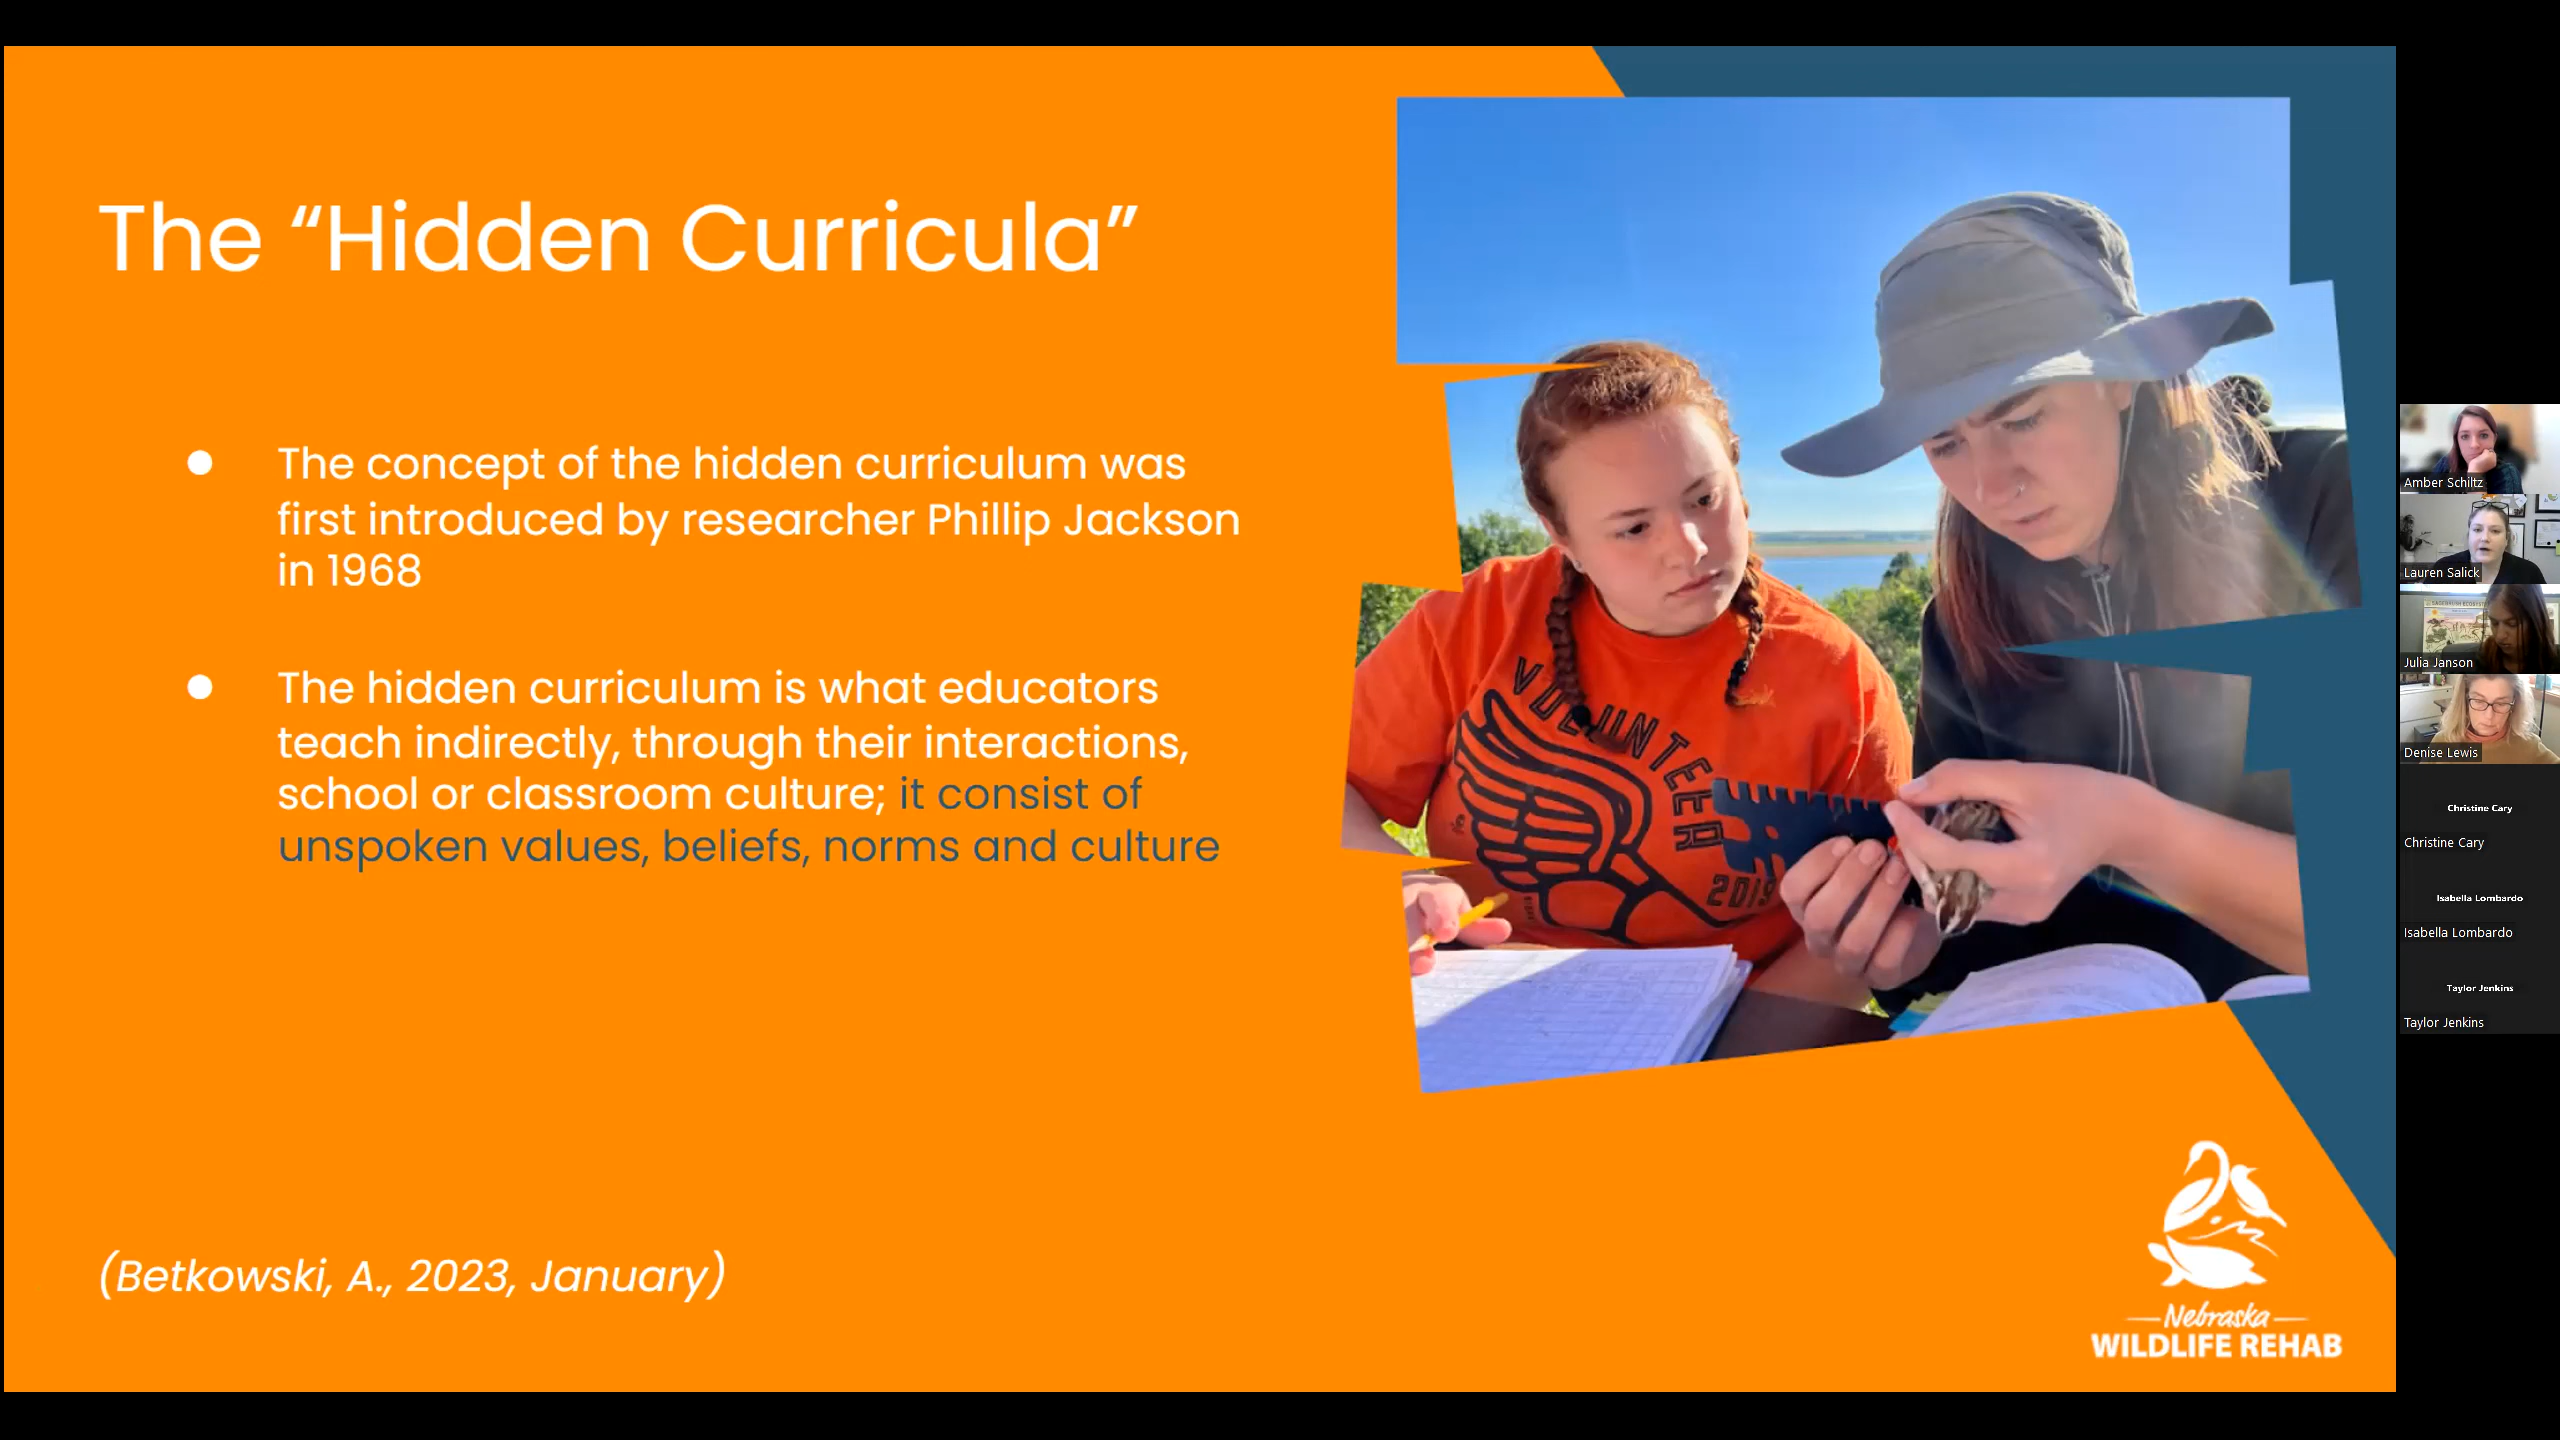 The “Hidden Curricula”
● The concept of the hidden curriculum was
first introduced by researcher Phillip Jackson
in 1968
● The hidden curriculum is what educators
teach indirectly, through their interactions,
school or classroom culture; it consist of
unspoken values, beliefs, norms and culture
(Betkowski, A., 2023, January)
VOLUNTEER
2019
Nebraska
WILDLIFE REHAB
Amber Schiltz
Lauren Salick
Julia Janson
Denise Lewis
Christine Cary
Christine Cary
Isabella Lombardo
Isabella Lombardo
Taylor Jenkins
Taylor Jenkins